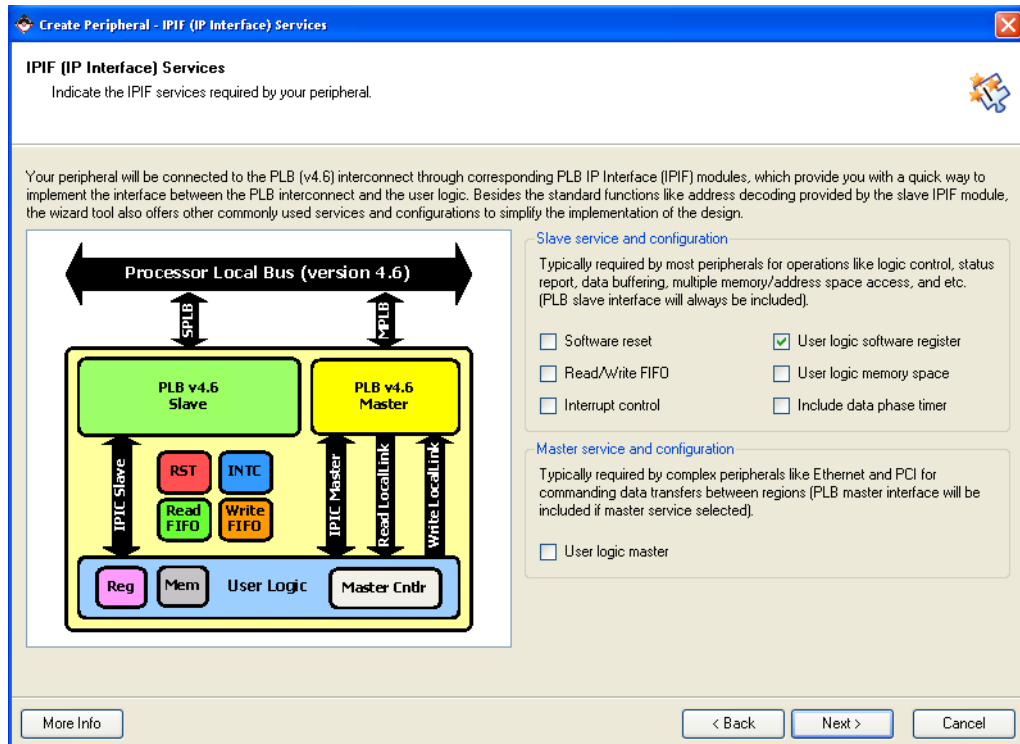 Create Peripheral - IPIF (IP Interface) Services
IPIF (IP Interface) Services
Indicate the IPIF services required by your peripheral.
Your peripheral will be connected to the PLB (v4.6) interconnect through corresponding PLB IP Interface (IPIF) modules, which provide you with a quick way to
implement the interface between the PLB interconnect and the user logic. Besides the standard functions like address decoding provided by the slave IPIF module,
the wizard tool also offers other commonly used services and configurations to simplify the implementation of the design.
Processor Local Bus (version 4.6)
SPLB
MPLB
PLB v4.6
Slave
PLB v4.6
Master
IPIC Slave
RST
INTC
Read
FIFO
Write
FIFO
IPIC Master
Read LocalLink
Write LocalLink
Reg
Mem
User Logic
Master Cntlr
Slave service and configuration
Typically required by most peripherals for operations like logic control, status
report, data buffering, multiple memory/address space access, and etc.
(PLB slave interface will always be included).
Software reset
User logic software register
Read/Write FIFO
User logic memory space
Interrupt control
Include data phase timer
Master service and configuration
Typically required by complex peripherals like Ethernet and PCI for
commanding data transfers between regions (PLB master interface will be
included if master service selected).
User logic master
More Info
< Back
Next >
Cancel